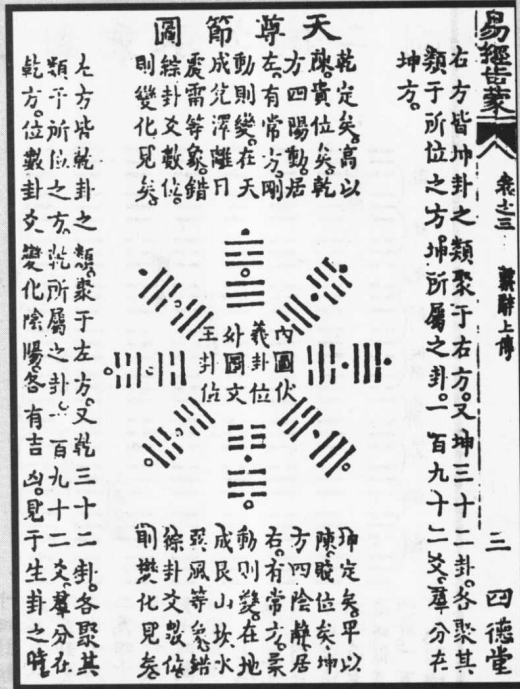 易經啓蒙
卷之三
繫辭上傳
三
四德堂
右方皆坤卦之類聚于右方。又坤三十二卦。各聚其
類于所位之方。坤所屬之卦。一百九十二爻。羣分在
坤方。
天尊節圖
乾定矣。高以
陳。貴位矣。乾
方四陽動。居
左。有常方。剛
動則變。在天
成兌澤離日
震雷等象。錯
綜卦爻數位。
則變化見矣。
內圖伏
羲卦位
外圖文
王卦位
坤定矣。卑以
陳。賤位矣。坤
方四陰靜。居
右。有常方。柔
動則變。在地
成艮山坎水
巽風等象。錯
綜卦爻數位。
則變化見矣。
左方皆乾卦之類。聚于左方。又乾三十二卦。各聚其
類于所位之方。乾所屬之卦。一百九十二爻。羣分在
乾方。位數卦爻變化陰陽。各有吉凶。見于生卦之時